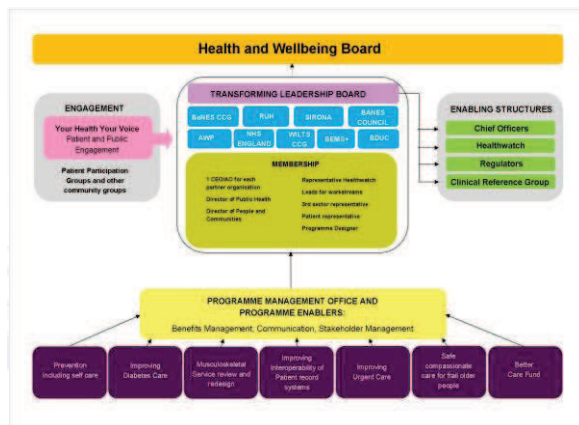 Health and Wellbeing Board
TRANSFORMING LEADERSHIP BOARD
BaNES CCG
RUH
SIRONA
BANES
COUNCIL
AWP
NHS
ENGLAND
WILTS
CCG
BEMS+
BDUC
MEMBERSHIP
1 CEO/AO for each
partner organisation
Director of Public Health
Director of People and
Communities
Representative Healthwatch
Leads for workstreams
3rd sector representative
Patient representative
Programme Designer
ENGAGEMENT
Your Health Your Voice
Patient and Public
Engagement
Patient Participation
Groups and other
community groups
ENABLING STRUCTURES
Chief Officers
Healthwatch
Regulators
Clinical Reference Group
PROGRAMME MANAGEMENT OFFICE AND
PROGRAMME ENABLERS:
Benefits Management, Communication, Stakeholder Management.
Prevention
including self care
Improving
Diabetes Care
Musculoskeletal
Service review and
redesign
Improving
Interoperability of
Patient record
systems
Improving
Urgent Care
Safe
compassionate
care for frail older
people
Better
Care Fund